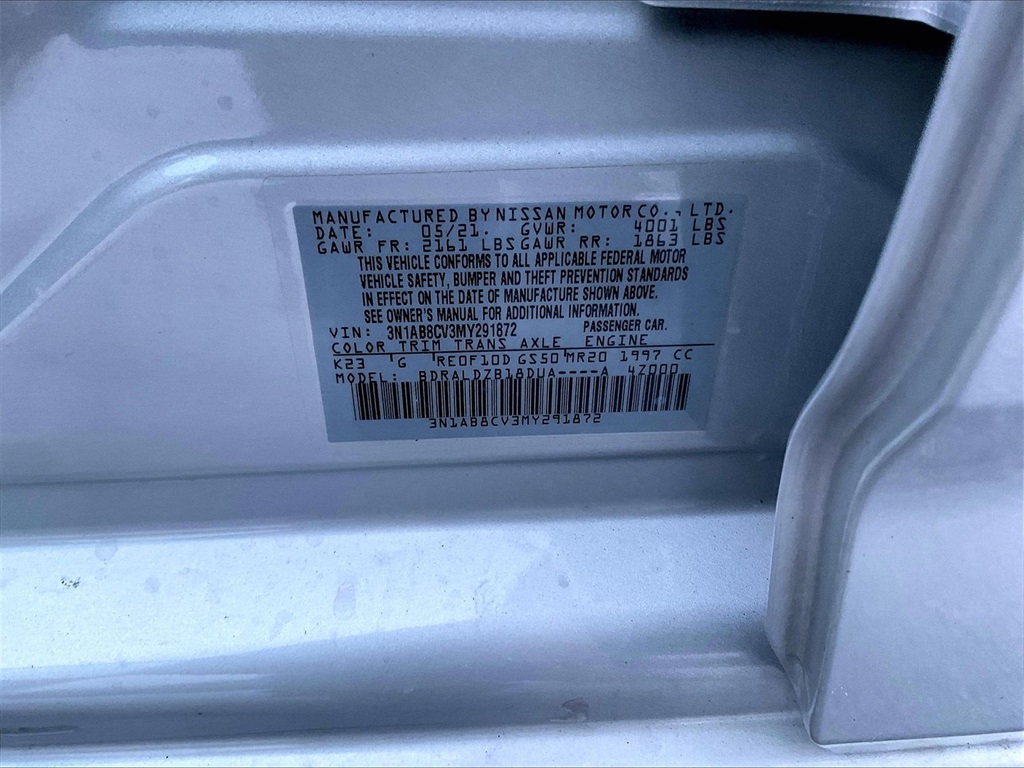 MANUFACTURED BY NISSAN MOTOR CO., LTD.
DATE: 05/21. GVWR: 4001 LBS
GAWR FR: 2161 LBS GAWR RR: 1863 LBS
THIS VEHICLE CONFORMS TO ALL APPLICABLE FEDERAL MOTOR
VEHICLE SAFETY, BUMPER AND THEFT PREVENTION STANDARDS
IN EFFECT ON THE DATE OF MANUFACTURE SHOWN ABOVE.
SEE OWNER'S MANUAL FOR ADDITIONAL INFORMATION.
VIN: 3N1AB8CV3MY291872 PASSENGER CAR.
COLOR TRIM TRANS AXLE ENGINE
K23 G RE0F10D GS50 MR20 1997 CC
MODEL: BDRALDZB18DUA----A 4Z000
3N1AB8CV3MY291872